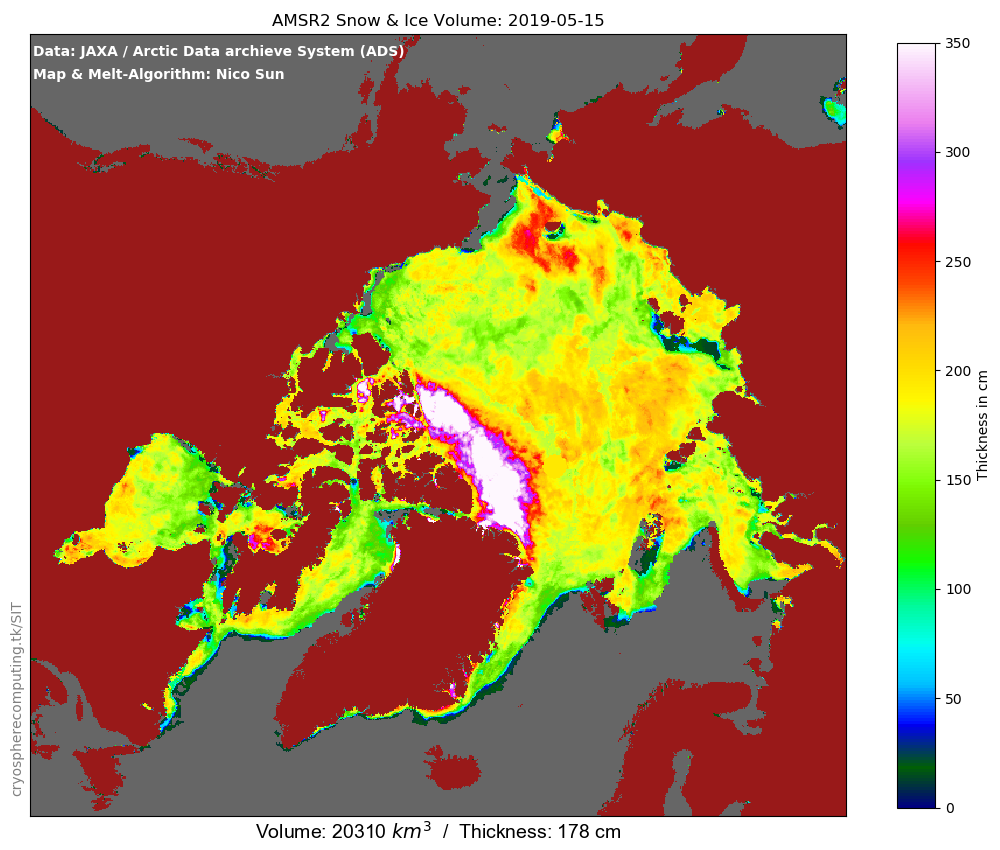 AMSR2 Snow & Ice Volume: 2019-05-15
Data: JAXA / Arctic Data archieve System (ADS)
Map & Melt-Algorithm: Nico Sun
350
300
250
200
150
100
50
0
Thickness in cm
cryospherecomputing.tk/SIT
Volume: 20310 km³ / Thickness: 178 cm